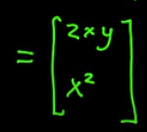 = [2xy
x²]